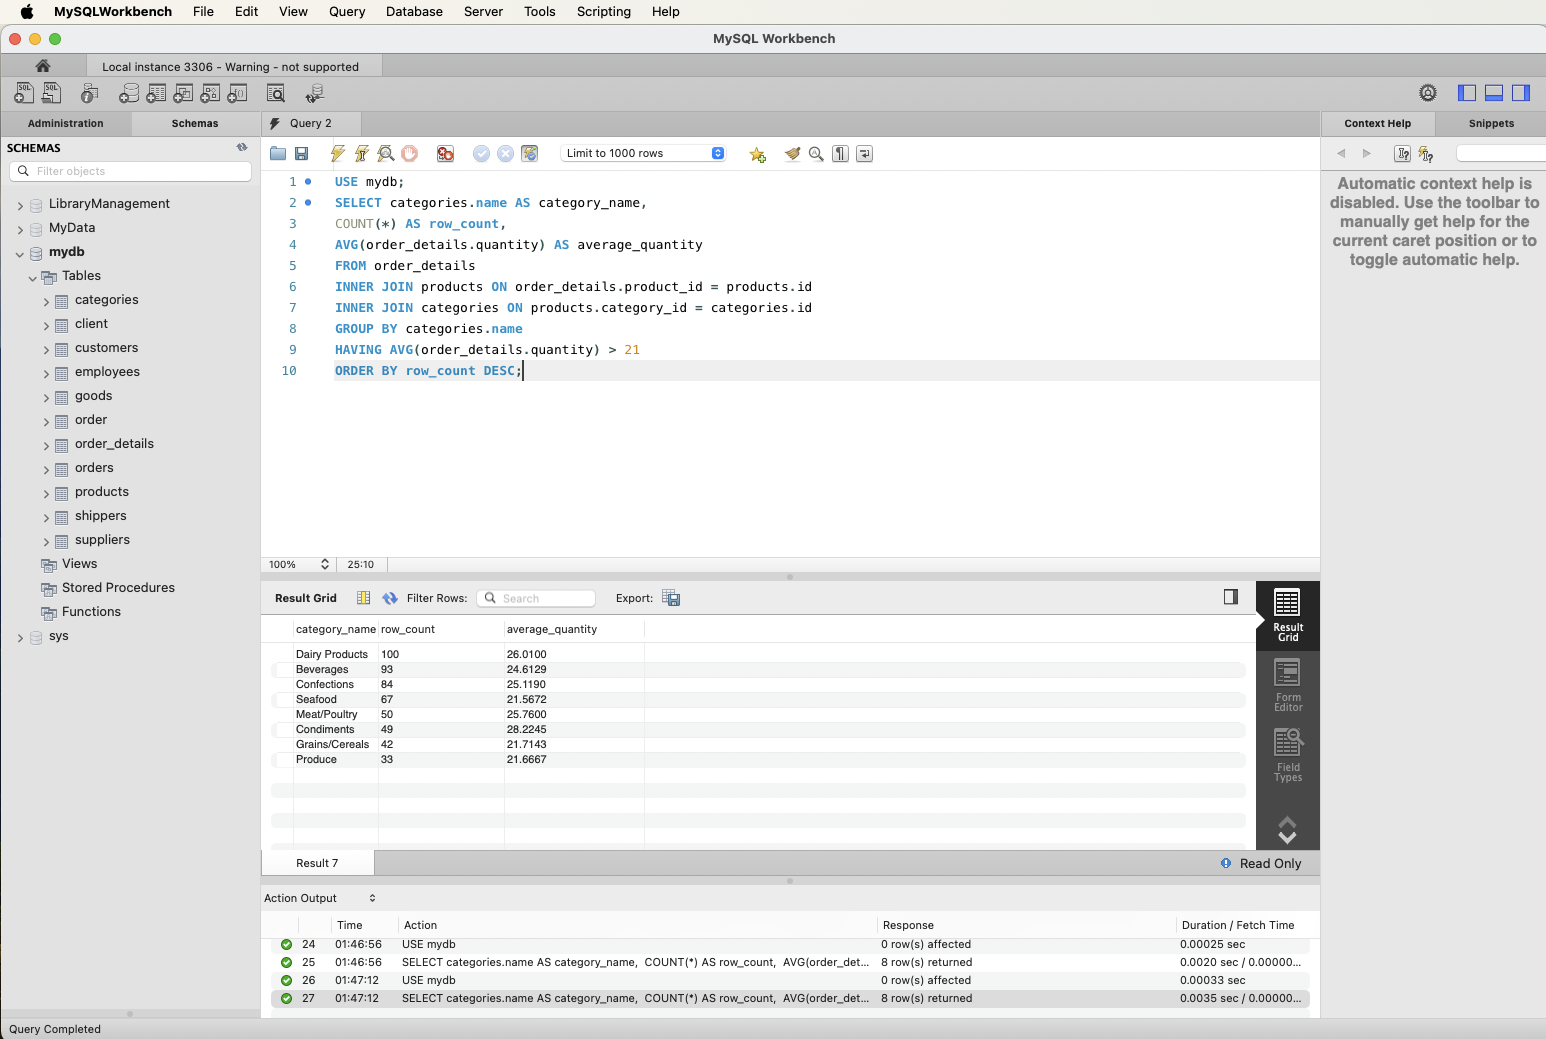 MySQLWorkbench File Edit View Query Database Server Tools Scripting Help
MySQL Workbench
Local instance 3306 - Warning - not supported
Administration Schemas Query 2 Context Help Snippets
SCHEMAS
Filter objects
Limit to 1000 rows
LibraryManagement
MyData
mydb
Tables
categories
client
customers
employees
goods
order
order_details
orders
products
shippers
suppliers
Views
Stored Procedures
Functions
sys
1 USE mydb;
2 SELECT categories.name AS category_name,
3 COUNT(*) AS row_count,
4 AVG(order_details.quantity) AS average_quantity
5 FROM order_details
6 INNER JOIN products ON order_details.product_id = products.id
7 INNER JOIN categories ON products.category_id = categories.id
8 GROUP BY categories.name
9 HAVING AVG(order_details.quantity) > 21
10 ORDER BY row_count DESC;
Automatic context help is
disabled. Use the toolbar to
manually get help for the
current caret position or to
toggle automatic help.
100% 25:10
Result Grid Filter Rows: Search Export:
category_name row_count average_quantity
Dairy Products 100 26.0100
Beverages 93 24.6129
Confections 84 25.1190
Seafood 67 21.5672
Meat/Poultry 50 25.7600
Condiments 49 28.2245
Grains/Cereals 42 21.7143
Produce 33 21.6667
Result
Grid
Form
Editor
Field
Types
Result 7 Read Only
Action Output
Time Action Response Duration / Fetch Time
24 01:46:56 USE mydb 0 row(s) affected 0.00025 sec
25 01:46:56 SELECT categories.name AS category_name, COUNT(*) AS row_count, AVG(order_det... 8 row(s) returned 0.0020 sec / 0.00000...
26 01:47:12 USE mydb 0 row(s) affected 0.00033 sec
27 01:47:12 SELECT categories.name AS category_name, COUNT(*) AS row_count, AVG(order_det... 8 row(s) returned 0.0035 sec / 0.00000...
Query Completed